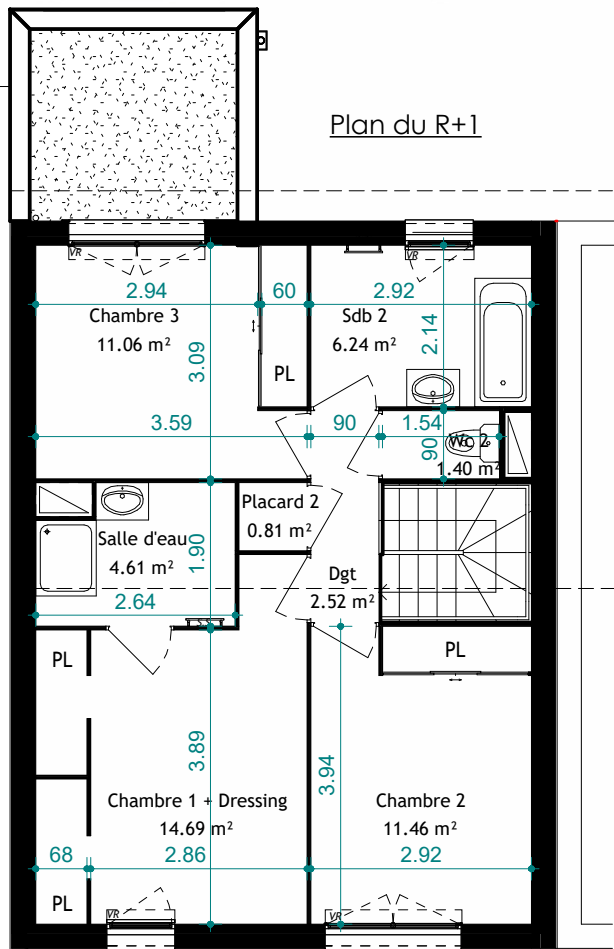 Plan du R+1
VR
VR
2.94
60
2.92
Chambre 3
11.06 m²
Sdb 2
6.24 m²
2.14
3.09
PL
3.59
90
1.54
Wc 2
1.40 m²
90
Placard 2
0.81 m²
Salle d'eau
4.61 m²
1.90
Dgt
2.52 m²
2.64
PL
PL
3.89
3.94
Chambre 1 + Dressing
14.69 m²
Chambre 2
11.46 m²
68
2.86
2.92
PL
VR
VR